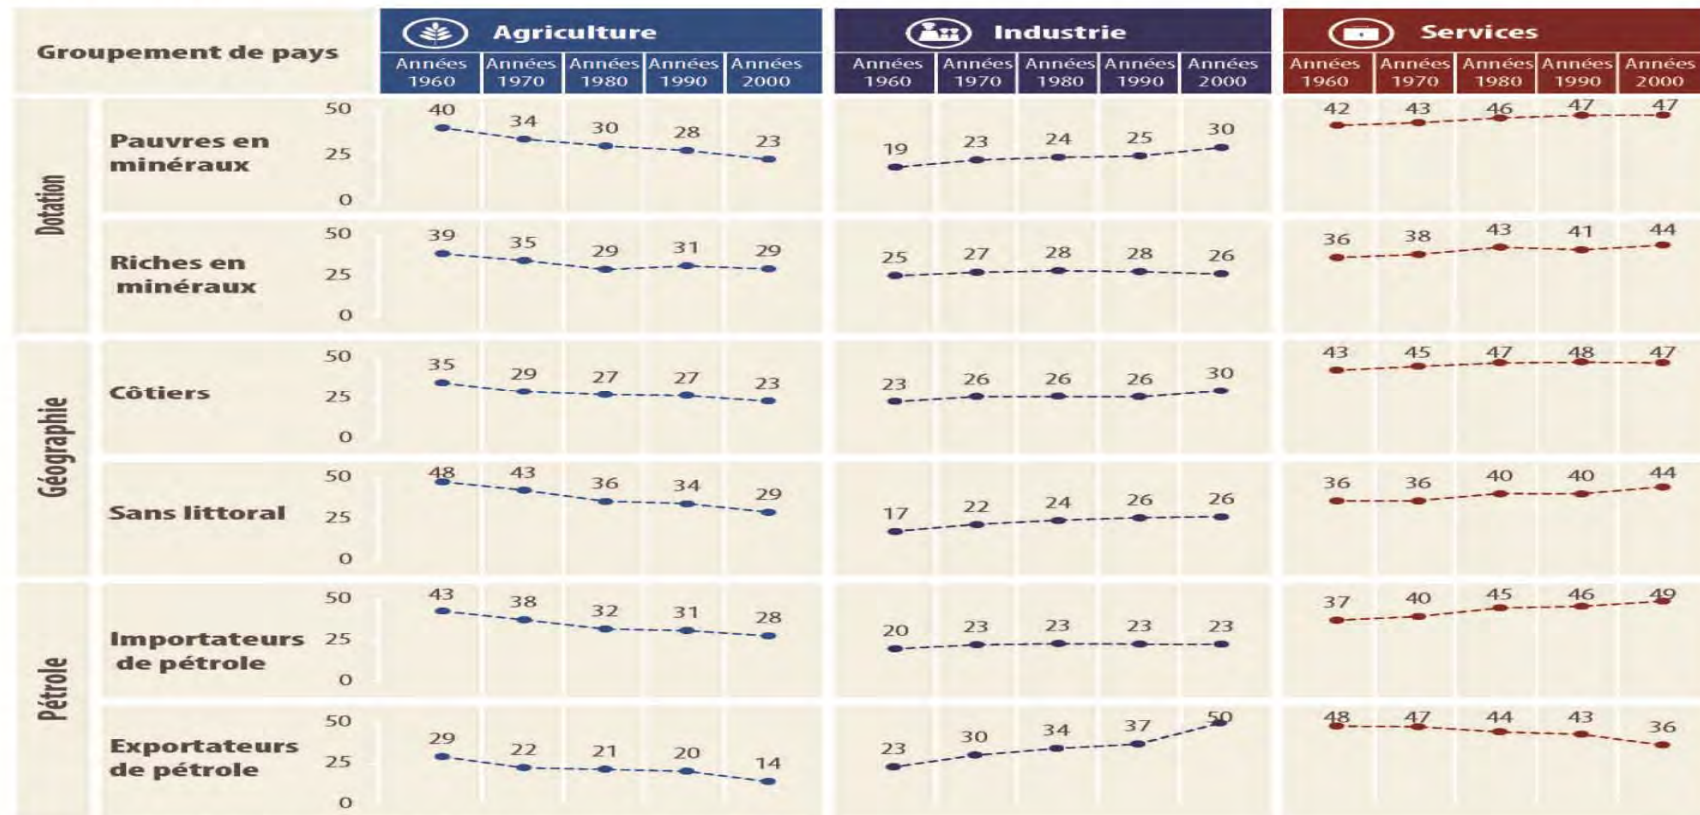 Groupement de pays
Agriculture
Industrie
Services
Années 1960 Années 1970 Années 1980 Années 1990 Années 2000
Années 1960 Années 1970 Années 1980 Années 1990 Années 2000
Années 1960 Années 1970 Années 1980 Années 1990 Années 2000
Dotation
Pauvres en
minéraux
50
25
0
40 34 30 28 23
19 23 24 25 30
42 43 46 47 47
Riches en
minéraux
50
25
0
39 35 29 31 29
25 27 28 28 26
36 38 43 41 44
Géographie
Côtiers
50
25
0
35 29 27 27 23
23 26 26 26 30
43 45 47 48 47
Sans littoral
50
25
0
48 43 36 34 29
17 22 24 26 26
36 36 40 40 44
Pétrole
Importateurs
de pétrole
50
25
0
43 38 32 31 28
20 23 23 23 23
37 40 45 46 49
Exportateurs
de pétrole
50
25
0
29 22 21 20 14
23 30 34 37 50
48 47 44 43 36